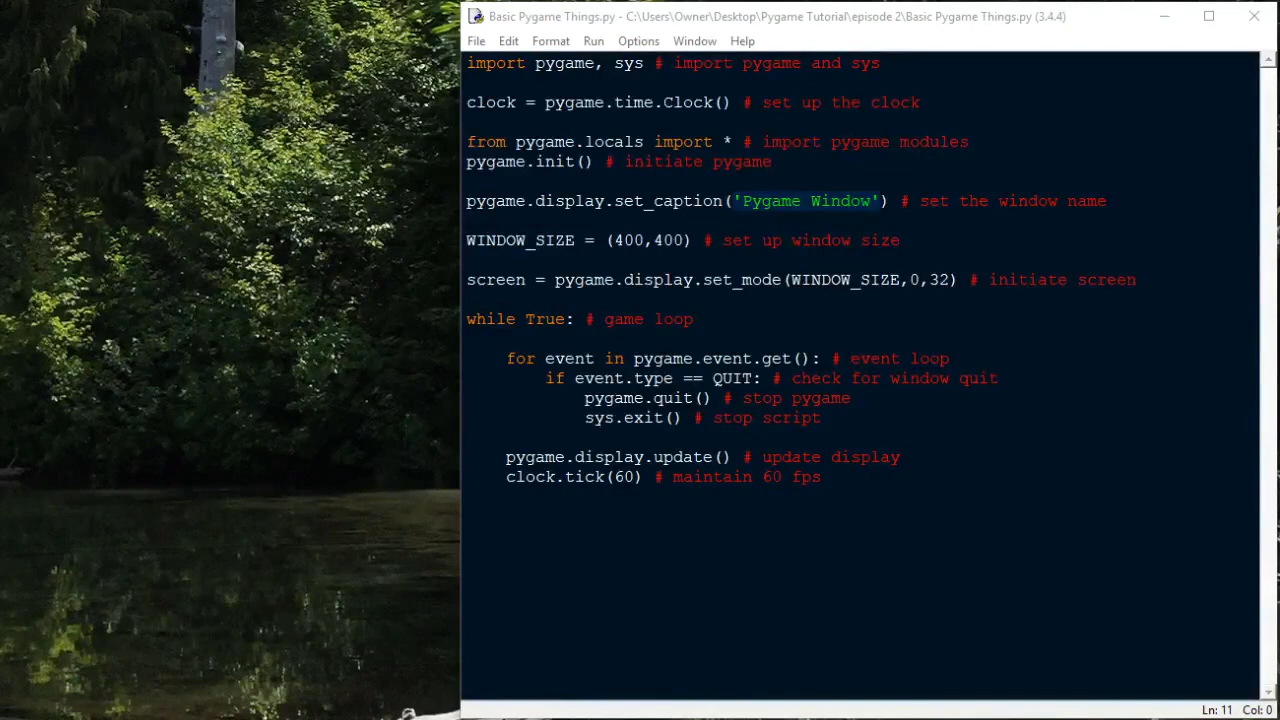 Basic Pygame Things.py - C:\Users\Owner\Desktop\Pygame Tutorial\episode 2\Basic Pygame Things.py (3.4.4)
File Edit Format Run Options Window Help
import pygame, sys # import pygame and sys
clock = pygame.time.Clock() # set up the clock
from pygame.locals import * # import pygame modules
pygame.init() # initiate pygame
pygame.display.set_caption('Pygame Window') # set the window name
WINDOW_SIZE = (400,400) # set up window size
screen = pygame.display.set_mode(WINDOW_SIZE,0,32) # initiate screen
while True: # game loop
for event in pygame.event.get(): # event loop
if event.type == QUIT: # check for window quit
pygame.quit() # stop pygame
sys.exit() # stop script
pygame.display.update() # update display
clock.tick(60) # maintain 60 fps
Ln: 11 Col: 0